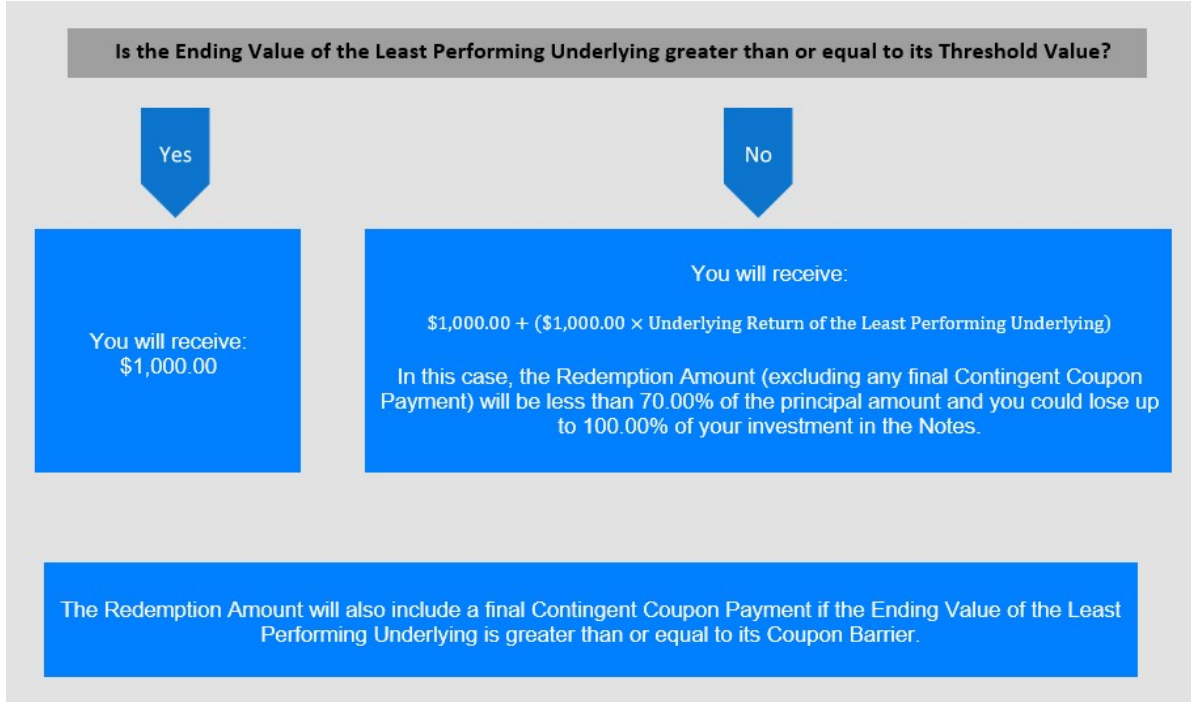 Is the Ending Value of the Least Performing Underlying greater than or equal to its Threshold Value?
Yes
No
You will receive:
$1,000.00
You will receive:
$1,000.00 + ($1,000.00 × Underlying Return of the Least Performing Underlying)
In this case, the Redemption Amount (excluding any final Contingent Coupon
Payment) will be less than 70.00% of the principal amount and you could lose up
to 100.00% of your investment in the Notes.
The Redemption Amount will also include a final Contingent Coupon Payment if the Ending Value of the Least
Performing Underlying is greater than or equal to its Coupon Barrier.